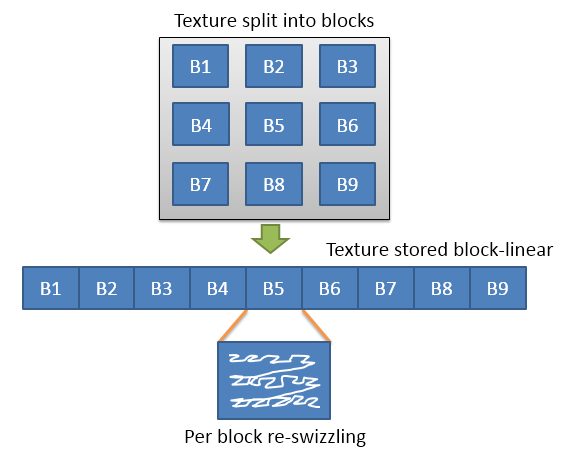 Texture split into blocks
B1 B2 B3
B4 B5 B6
B7 B8 B9
Texture stored block-linear
B1 B2 B3 B4 B5 B6 B7 B8 B9
Per block re-swizzling